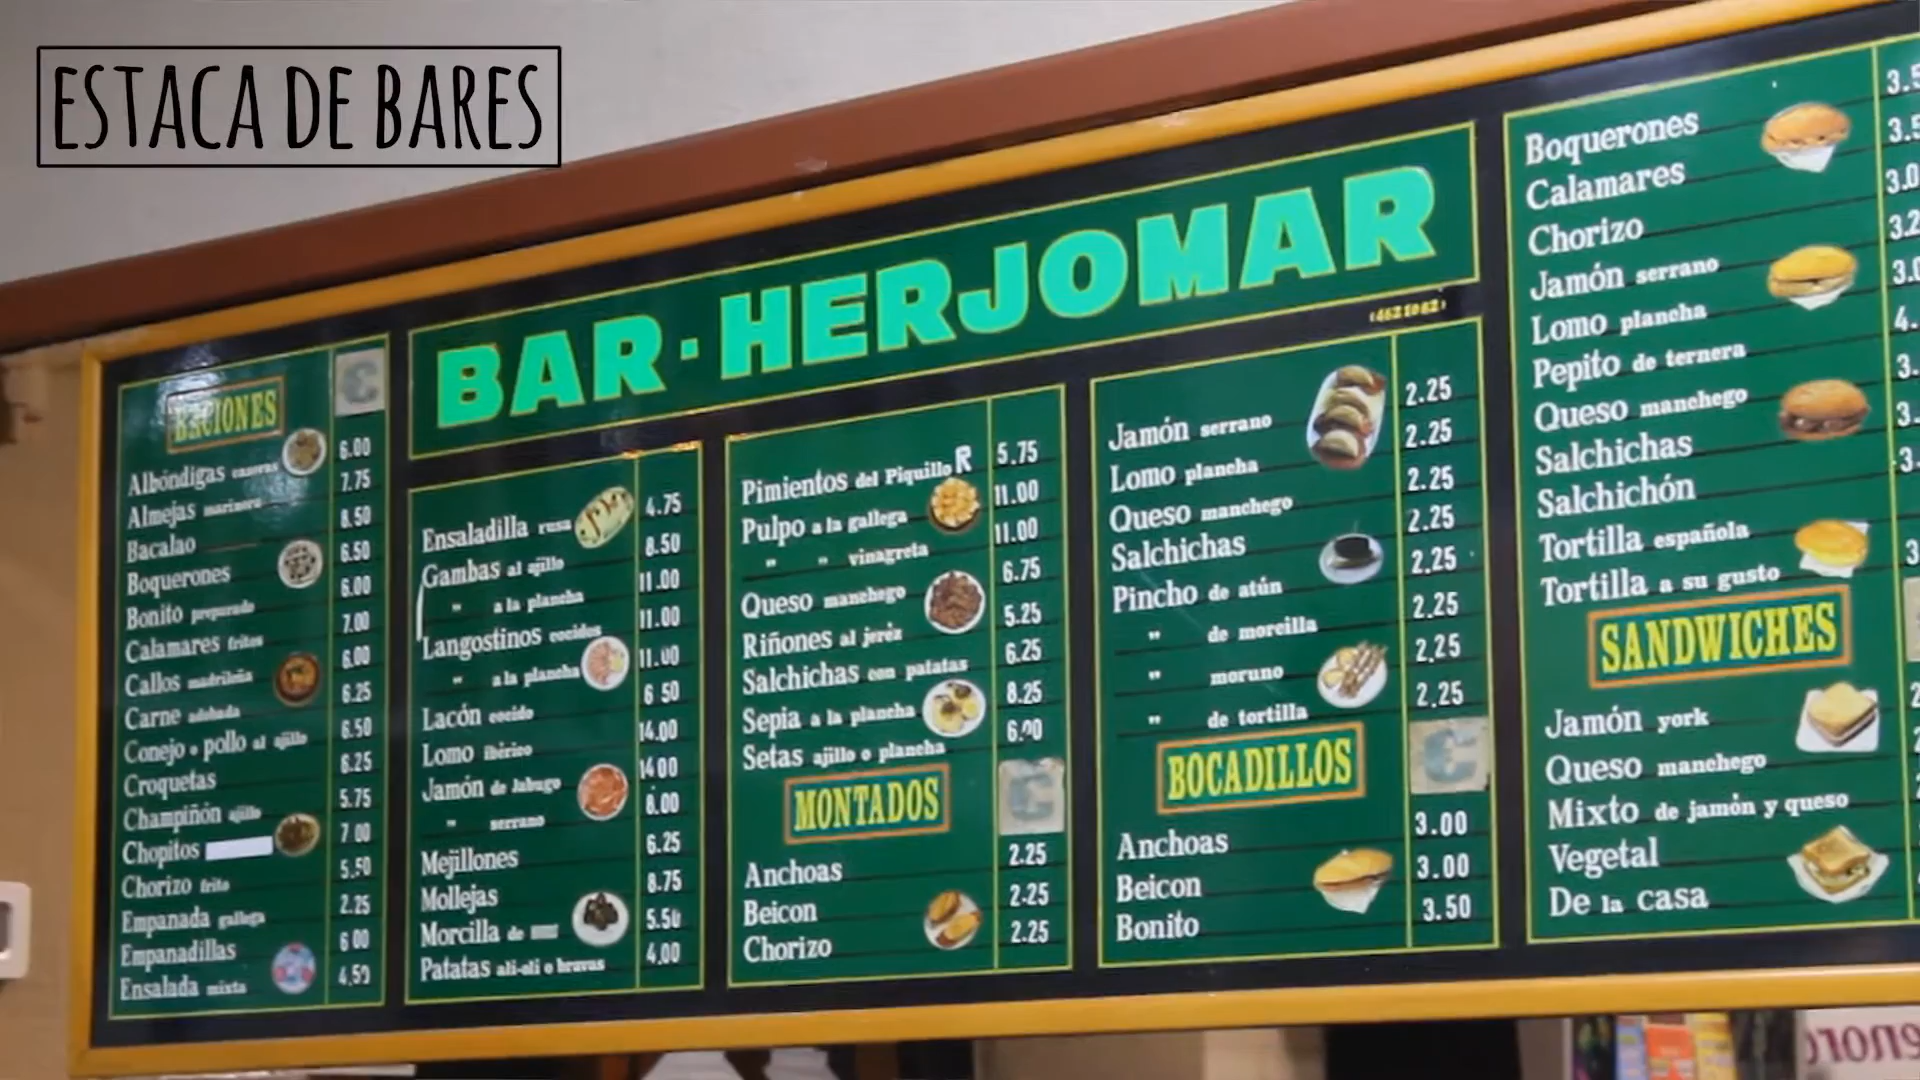 ESTACA DE BARES
BAR·HERJOMAR
RACIONES €
Albóndigas caseras 6.00
Almejas marinera 7.75
Bacalao 8.50
Boquerones 6.50
Bonito preparado 6.00
Calamares fritos 7.00
Callos madrileña 6.00
Carne adobada 6.25
Conejo o pollo al ajillo 6.50
Croquetas 6.25
Champiñón ajillo 5.75
Chopitos 7 00
Chorizo frito 5.50
Empanada gallega 2.25
Empanadillas 6 00
Ensalada mixta 4.50
Ensaladilla rusa 4.75
Gambas al ajillo 8.50
" a la plancha 11.00
Langostinos cocidos 11.00
" a la plancha 11.00
Lacón cocido 6 50
Lomo ibérico 14.00
Jamón de Jabugo 14 00
" serrano 8.00
Mejillones 6.25
Mollejas 8.75
Morcilla de 5.50
Patatas ali-oli o bravas 4.00
Pimientos del Piquillo R 5.75
Pulpo a la gallega 11.00
" " vinagreta 11.00
Queso manchego 6.75
Riñones al jerez 5.25
Salchichas con patatas 6.25
Sepia a la plancha 8.25
Setas ajillo o plancha 6.00
MONTADOS €
Anchoas 2.25
Beicon 2.25
Chorizo 2.25
Jamón serrano 2.25
Lomo plancha 2.25
Queso manchego 2.25
Salchichas 2.25
Pincho de atún 2.25
" de morcilla 2.25
" moruno 2.25
" de tortilla 2.25
BOCADILLOS €
Anchoas 3.00
Beicon 3.00
Bonito 3.50
Boquerones
Calamares
Chorizo
Jamón serrano
Lomo plancha
Pepito de ternera
Queso manchego
Salchichas
Salchichón
Tortilla española
Tortilla a su gusto
SANDWICHES
Jamón york
Queso manchego
Mixto de jamón y queso
Vegetal
De la casa